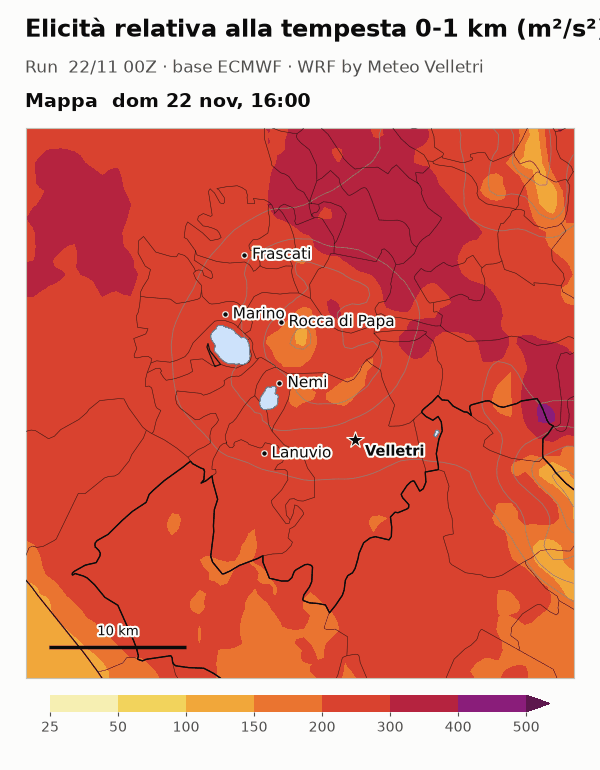 Elicità relativa alla tempesta 0-1 km (m²/s²)
Run  22/11 00Z · base ECMWF · WRF by Meteo Velletri
Mappa  dom 22 nov, 16:00
Frascati
Marino
Rocca di Papa
Nemi
Lanuvio
Velletri
10 km
25 50 100 150 200 300 400 500